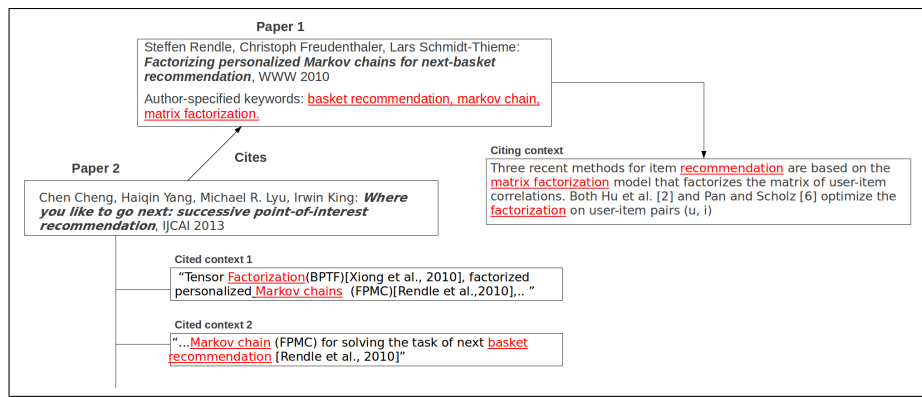 Paper 1
Steffen Rendle, Christoph Freudenthaler, Lars Schmidt-Thieme:
Factorizing personalized Markov chains for next-basket
recommendation, WWW 2010
Author-specified keywords: basket recommendation, markov chain,
matrix factorization.
Cites
Paper 2
Chen Cheng, Haiqin Yang, Michael R. Lyu, Irwin King: Where
you like to go next: successive point-of-interest
recommendation, IJCAI 2013
Citing context
Three recent methods for item recommendation are based on the
matrix factorization model that factorizes the matrix of user-item
correlations. Both Hu et al. [2] and Pan and Scholz [6] optimize the
factorization on user-item pairs (u, i)
Cited context 1
“Tensor Factorization(BPTF)[Xiong et al., 2010], factorized
personalized Markov chains (FPMC)[Rendle et al.,2010],.. ”
Cited context 2
“...Markov chain (FPMC) for solving the task of next basket
recommendation [Rendle et al., 2010]”